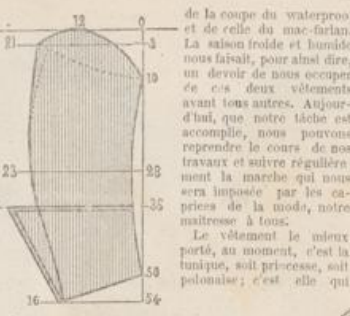 12 0
21 3
10
23 28
35
50
16 54
de la coupe du waterproo
et de celle du mac-farlan.
La saison froide et humide
nous faisait, pour ainsi dire,
un devoir de nous occuper
de ces deux vêtements
avant tous autres. Aujour-
d'hui, que notre tâche est
accomplie, nous pouvons
reprendre le cours de nos
travaux et suivre régulière
ment la marche qui nous
sera imposée par les ca-
prices de la mode, notre
maîtresse à tous.
Le vêtement le mieux
porté, au moment, c'est la
tunique, soit princesse, soit
polonaise; c'est elle qui